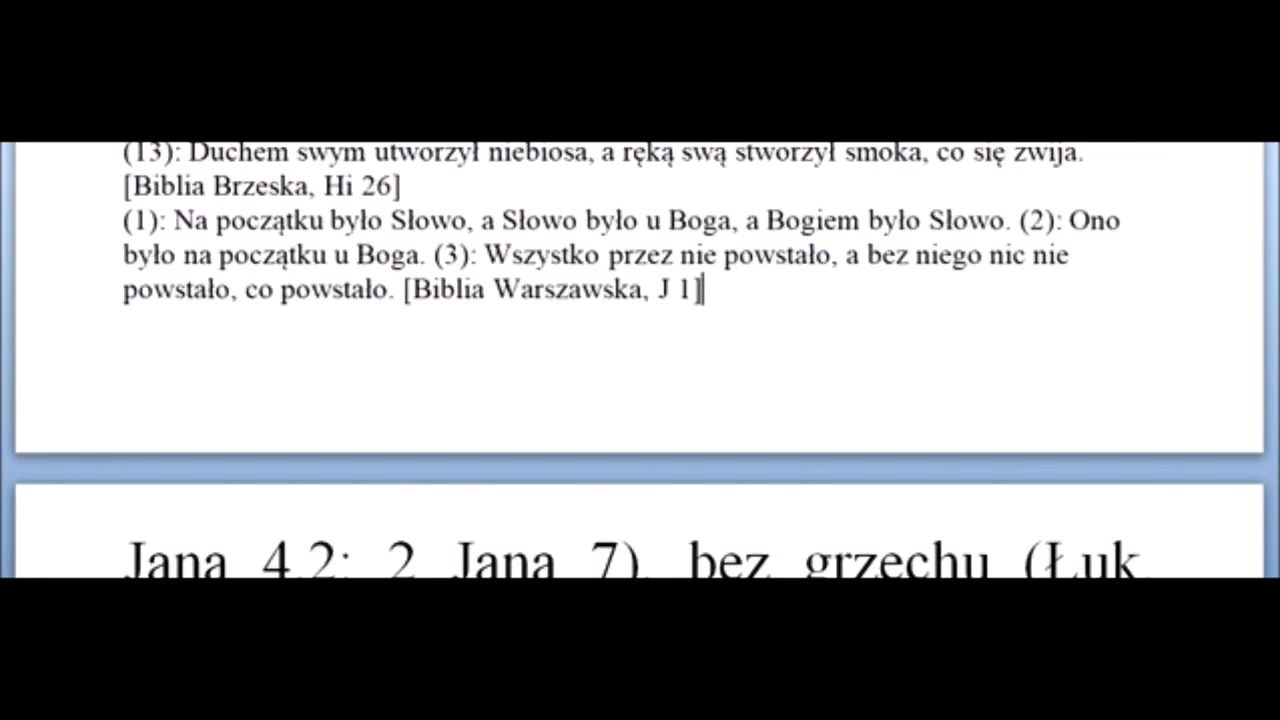 (13): Duchem swym utworzył niebiosa, a ręką swą stworzył smoka, co się zwija.
[Biblia Brzeska, Hi 26]
(1): Na początku było Słowo, a Słowo było u Boga, a Bogiem było Słowo. (2): Ono
było na początku u Boga. (3): Wszystko przez nie powstało, a bez niego nic nie
powstało, co powstało. [Biblia Warszawska, J 1]
Jana 4,2; 2 Jana 7), bez grzechu (Łuk.